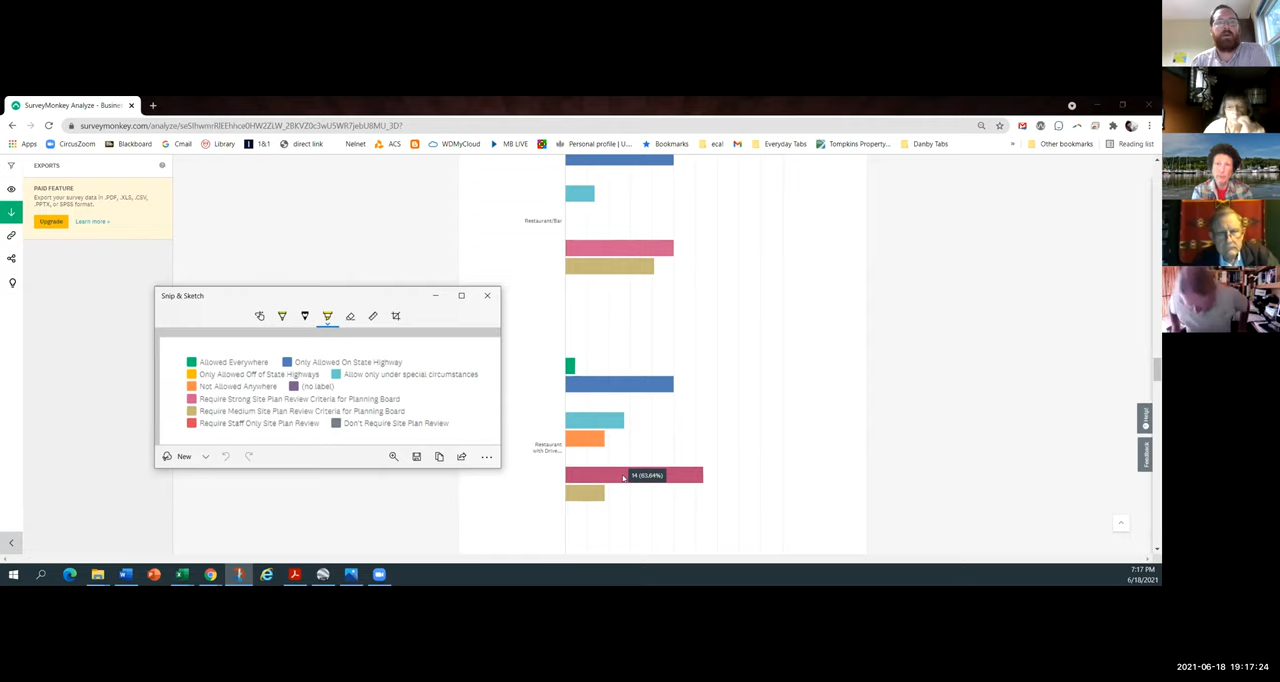 SurveyMonkey Analyze - Busine
surveymonkey.com/analyze/
Apps CircusZoom Blackboard Gmail Library 1&1 direct link Nelnet ACS WDMyCloud MB LIVE Personal profile | U... Bookmarks ecal Everyday Tabs Tompkins Property... Danby Tabs » Other bookmarks Reading list
EXPORTS
PAID FEATURE
Export your survey data in .PDF, .XLS, .CSV,
.PPTX, or SPSS format.
Upgrade Learn more »
Restaurant/Bar
Snip & Sketch
Allowed Everywhere Only Allowed On State Highway
Only Allowed Off of State Highways Allow only under special circumstances
Not Allowed Anywhere (no label)
Require Strong Site Plan Review Criteria for Planning Board
Require Medium Site Plan Review Criteria for Planning Board
Require Staff Only Site Plan Review Don't Require Site Plan Review
New
Restaurant
with Drive...
14 (63.64%)
Help!
Feedback
7:17 PM
6/18/2021
2021-06-18 19:17:24